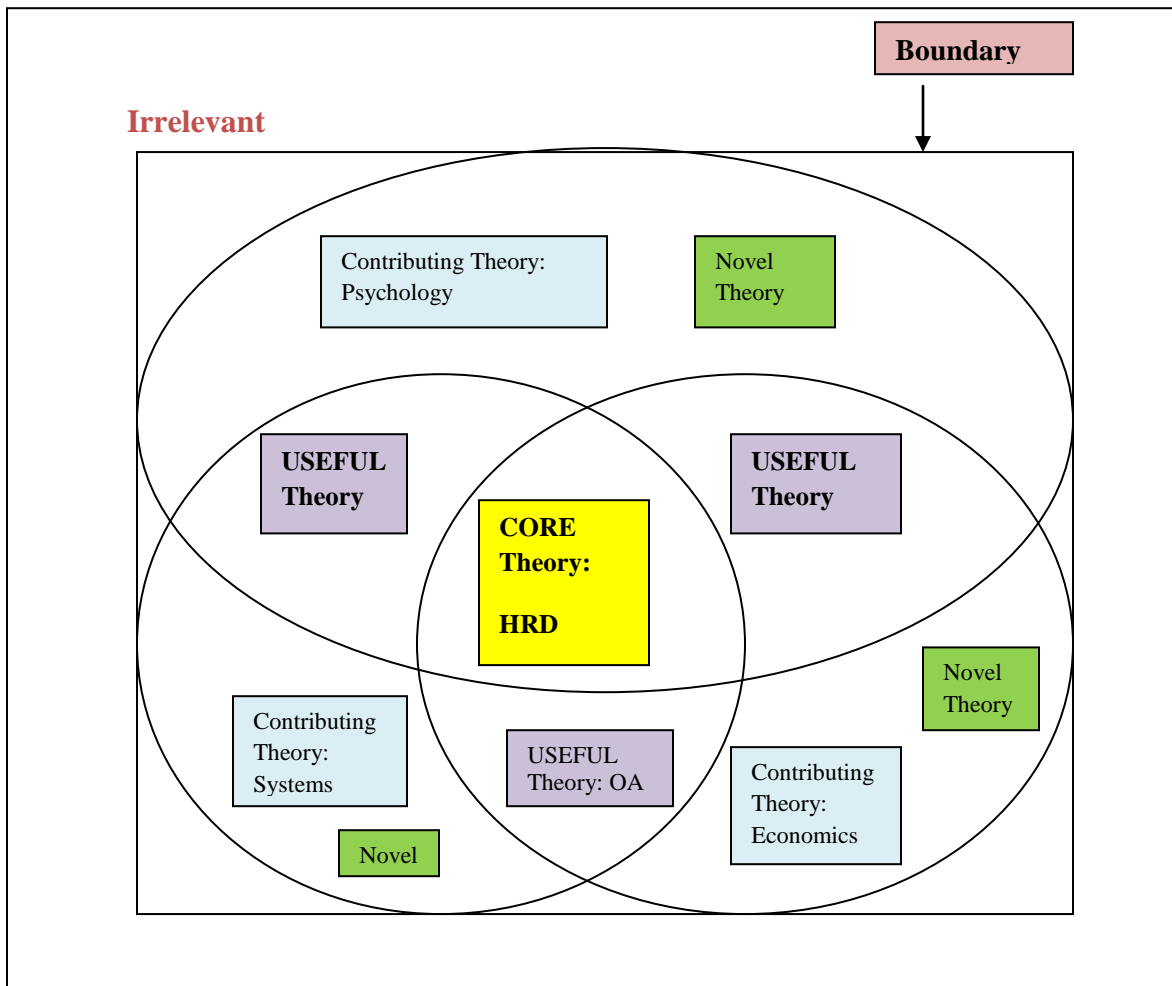 Boundary
Irrelevant
Contributing Theory:
Psychology
Novel
Theory
USEFUL
Theory
USEFUL
Theory
CORE
Theory:
HRD
Novel
Theory
Contributing
Theory:
Systems
USEFUL
Theory: OA
Contributing
Theory:
Economics
Novel